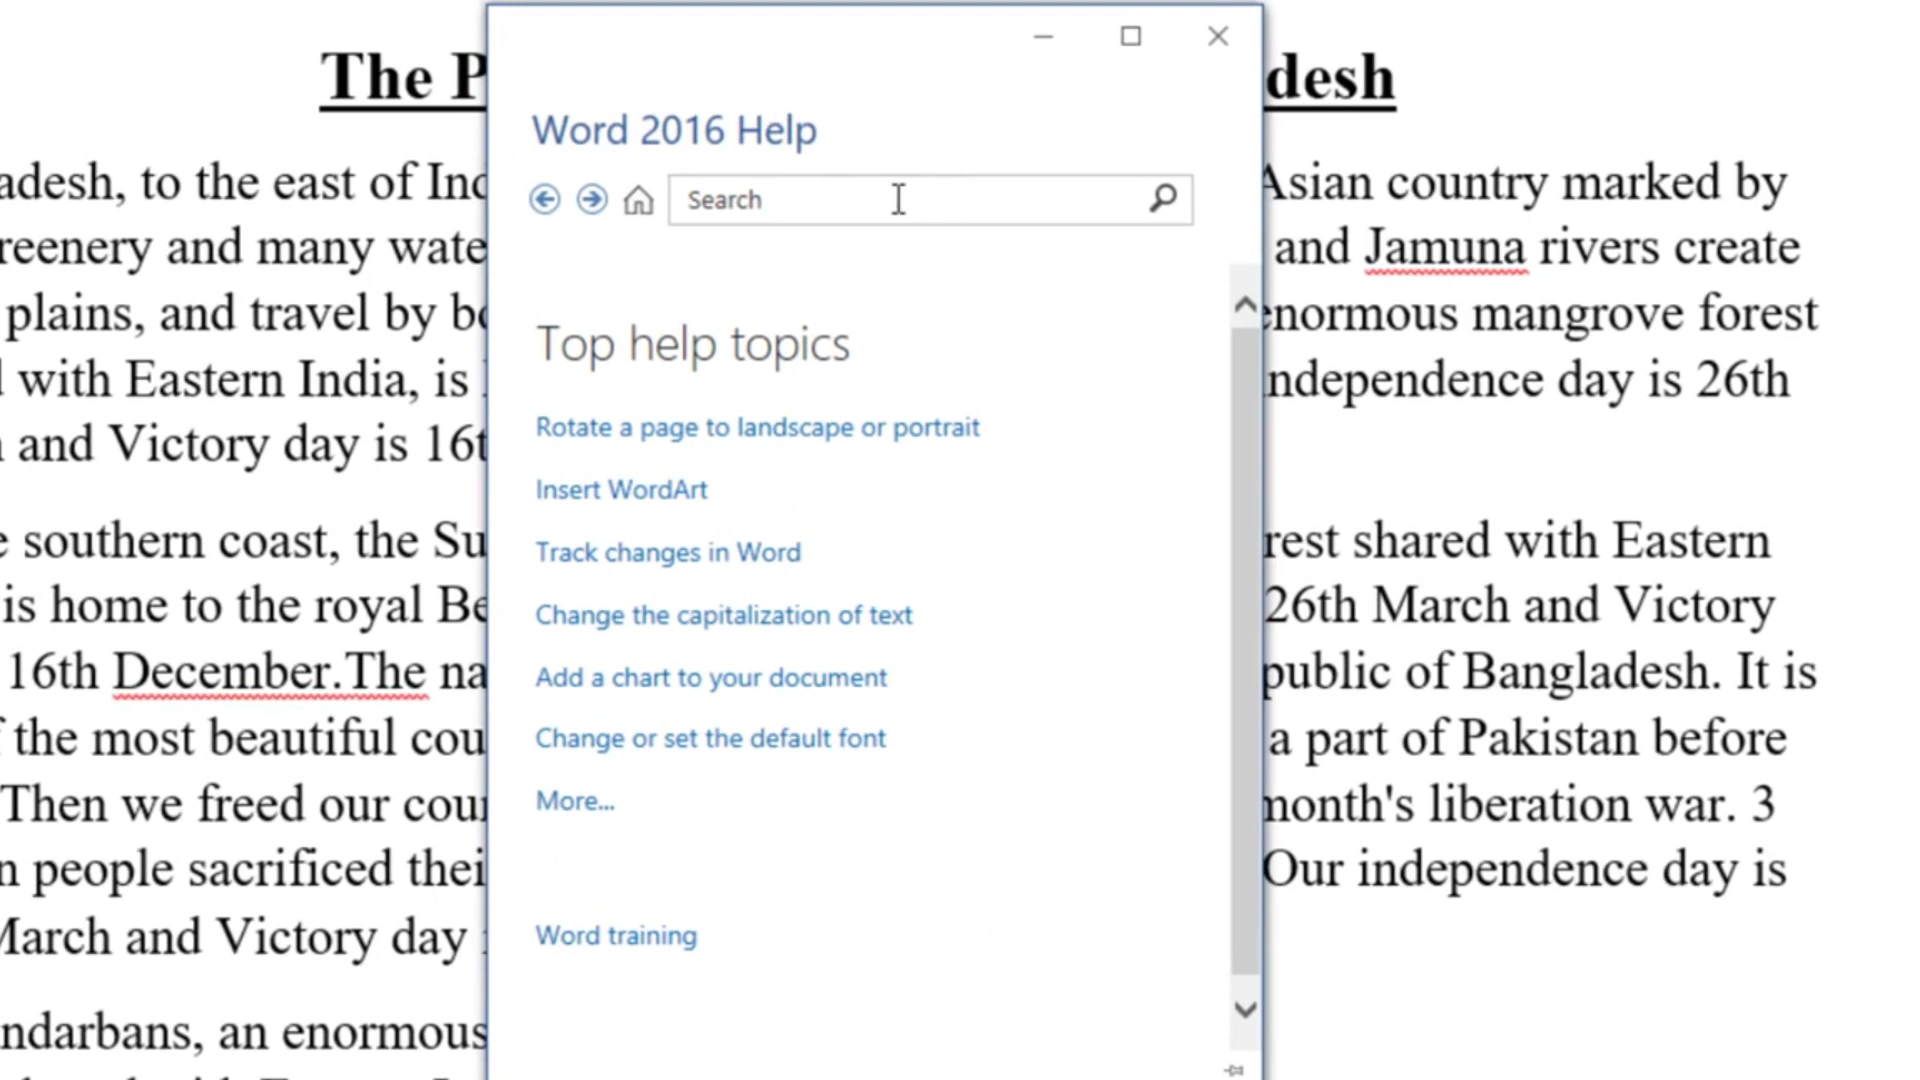 The P
desh
Word 2016 Help
Search
adesh, to the east of Ind
Asian country marked by
reenery and many wate
and Jamuna rivers create
Top help topics
plains, and travel by bo
enormous mangrove forest
Rotate a page to landscape or portrait
with Eastern India, is
ndependence day is 26th
and Victory day is 16t
Insert WordArt
southern coast, the Su
rest shared with Eastern
Track changes in Word
is home to the royal Be
26th March and Victory
Change the capitalization of text
16th December.The na
public of Bangladesh. It is
Add a chart to your document
the most beautiful cou
a part of Pakistan before
Change or set the default font
Then we freed our cour
month's liberation war. 3
More...
n people sacrificed thei
Our independence day is
March and Victory day
Word training
ndarbans, an enormous